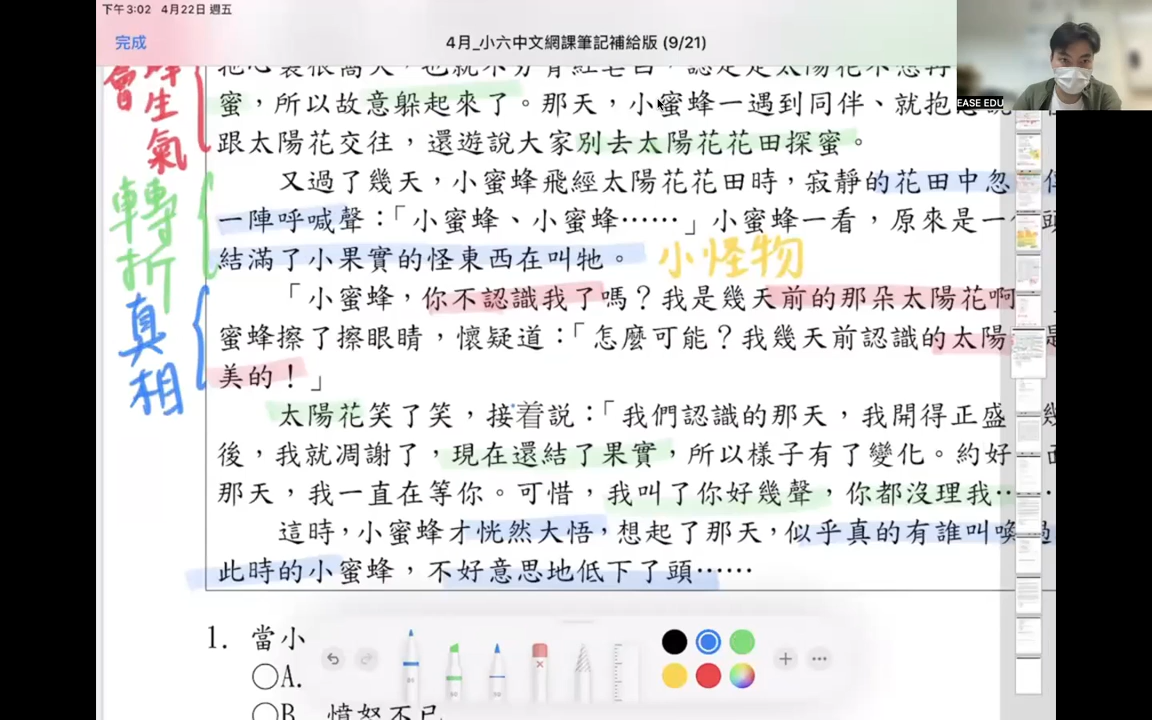 下午3:02 4月22日 週五
完成
4月_小六中文網課筆記補給版 (9/21)
EASE EDU
會
生
氣
蜜，所以故意躲起來了。那天，小蜜蜂一遇到同伴、就抱
跟太陽花交往，還遊說大家別去太陽花花田採蜜。
轉
折
又過了幾天，小蜜蜂飛經太陽花花田時，寂靜的花田中忽
一陣呼喊聲：「小蜜蜂、小蜜蜂……」小蜜蜂一看，原來是一
結滿了小果實的怪東西在叫牠。 小怪物
真
相
「小蜜蜂，你不認識我了嗎？我是幾天前的那朵太陽花啊
蜜蜂擦了擦眼睛，懷疑道：「怎麼可能？我幾天前認識的太陽
美的！」
太陽花笑了笑，接着說：「我們認識的那天，我開得正盛
後，我就凋謝了，現在還結了果實，所以樣子有了變化。約好
那天，我一直在等你。可惜，我叫了你好幾聲，你都沒理我…
這時，小蜜蜂才恍然大悟，想起了那天，似乎真的有誰叫喚過
此時的小蜜蜂，不好意思地低下了頭……
1. 當小
A.
B. 憤怒不已